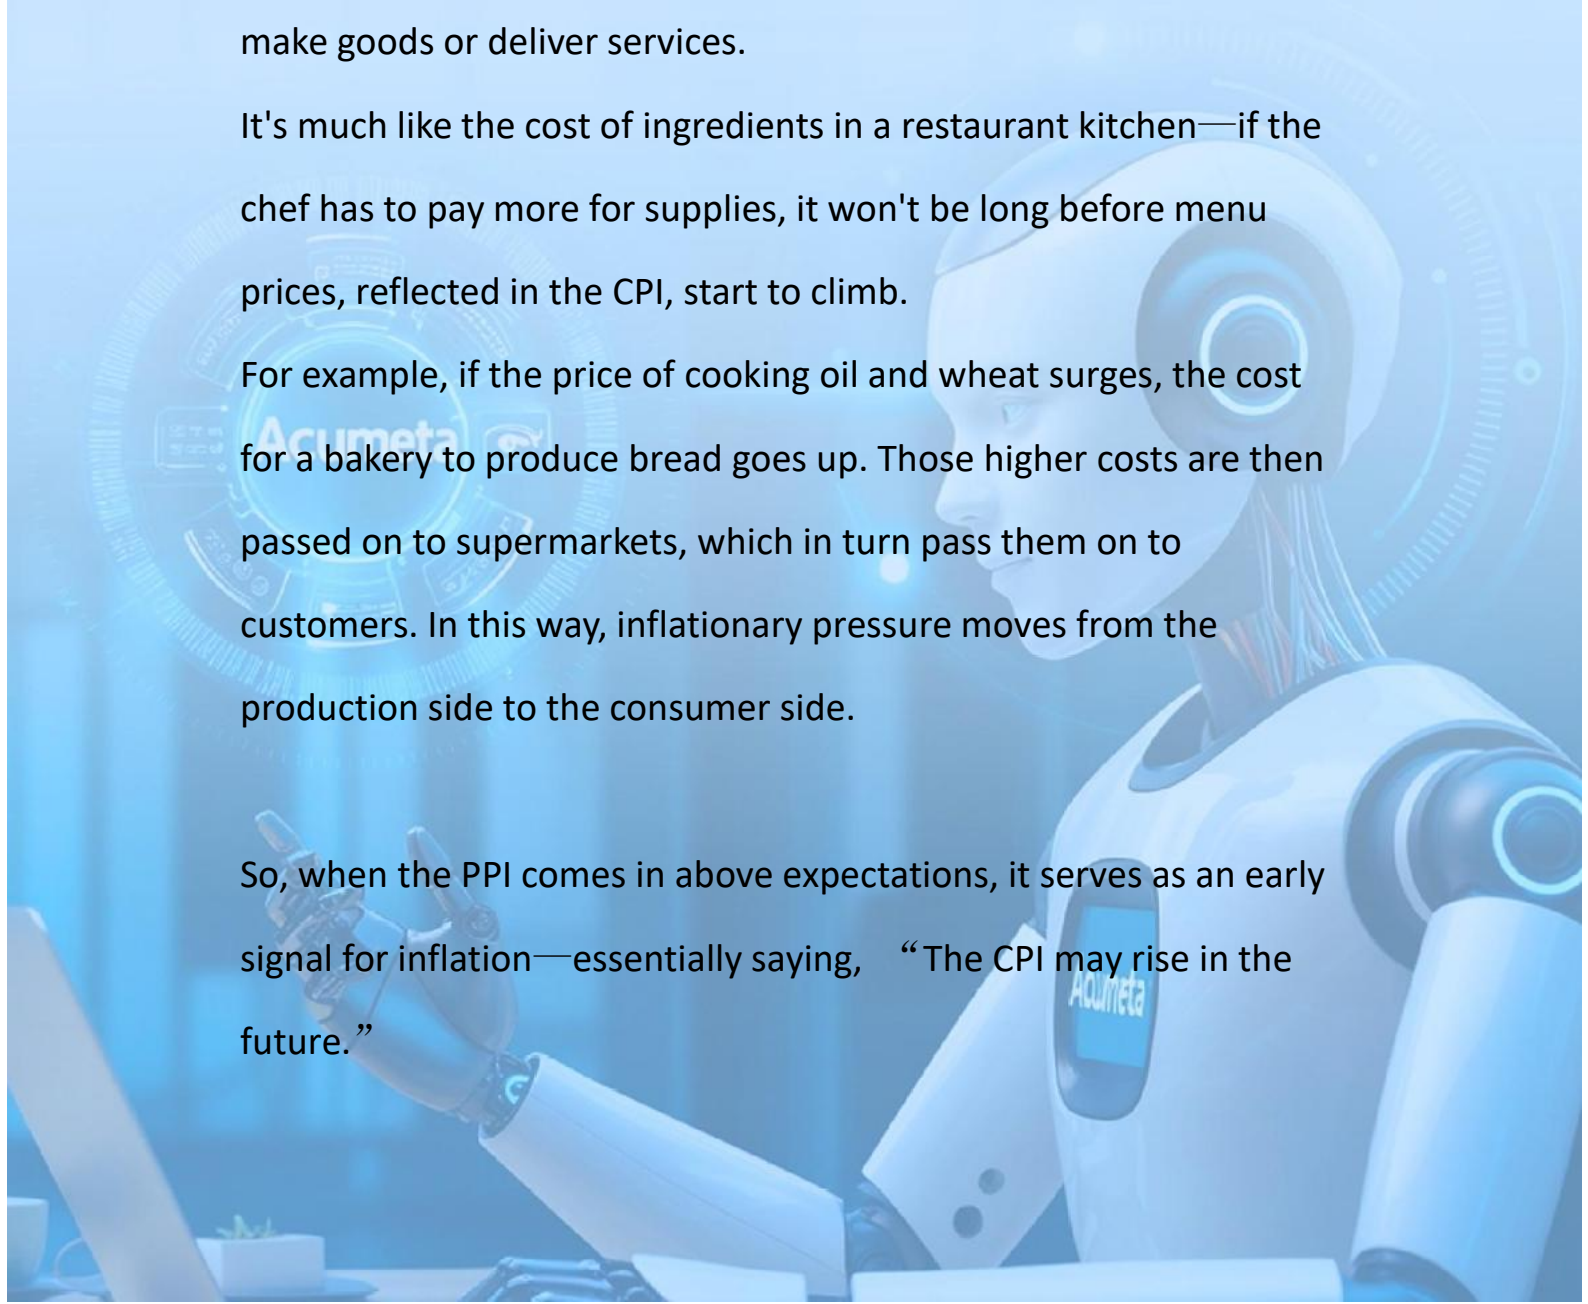 make goods or deliver services.
It's much like the cost of ingredients in a restaurant kitchen—if the
chef has to pay more for supplies, it won't be long before menu
prices, reflected in the CPI, start to climb.
For example, if the price of cooking oil and wheat surges, the cost
Acumeta
for a bakery to produce bread goes up. Those higher costs are then
passed on to supermarkets, which in turn pass them on to
customers. In this way, inflationary pressure moves from the
production side to the consumer side.
So, when the PPI comes in above expectations, it serves as an early
signal for inflation—essentially saying, “The CPI may rise in the
Acumeta
future.”